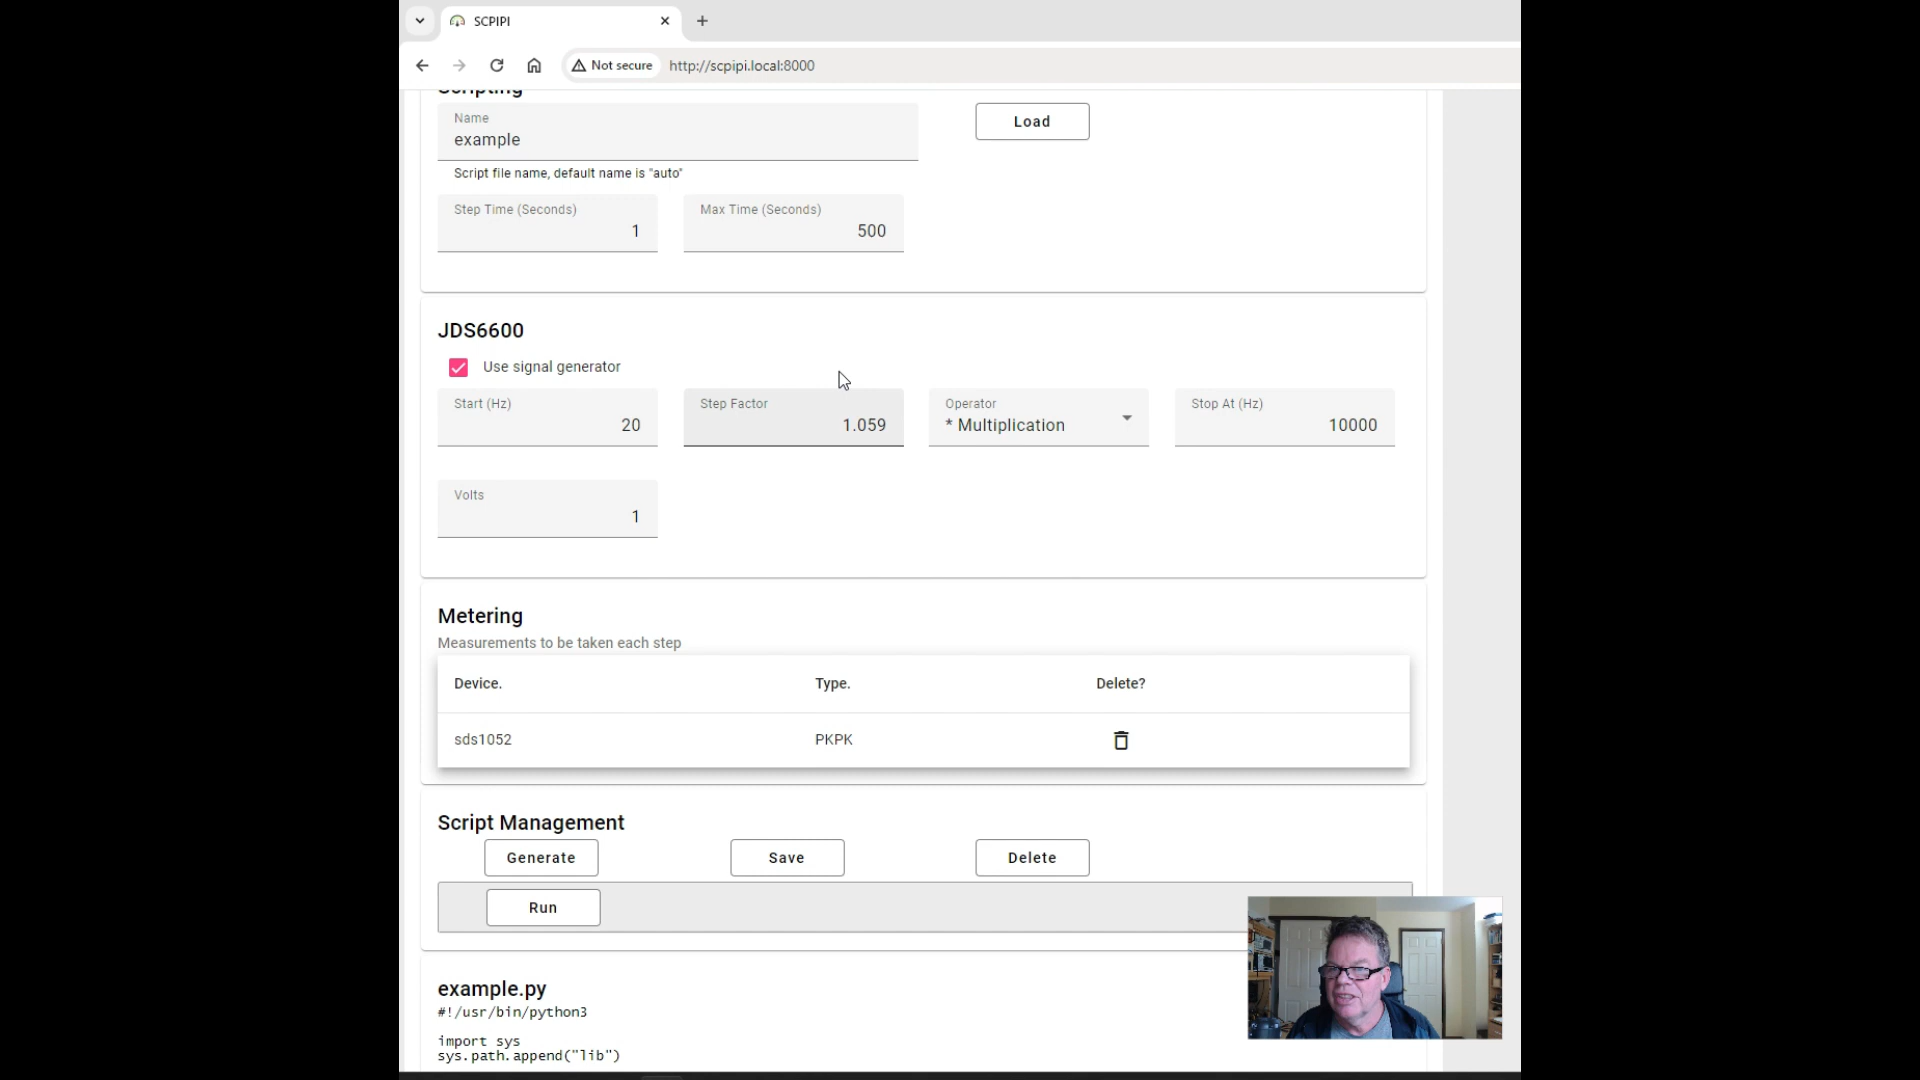 SCPIPI
Not secure
http://scpipi.local:8000
Scripting
Name
example
Load
Script file name, default name is "auto"
Step Time (Seconds)
1
Max Time (Seconds)
500
JDS6600
Use signal generator
Start (Hz)
20
Step Factor
1.059
Operator
* Multiplication
Stop At (Hz)
10000
Volts
1
Metering
Measurements to be taken each step
Device. Type. Delete?
sds1052 PKPK
Script Management
Generate Save Delete
Run
example.py
#!/usr/bin/python3
import sys
sys.path.append("lib")